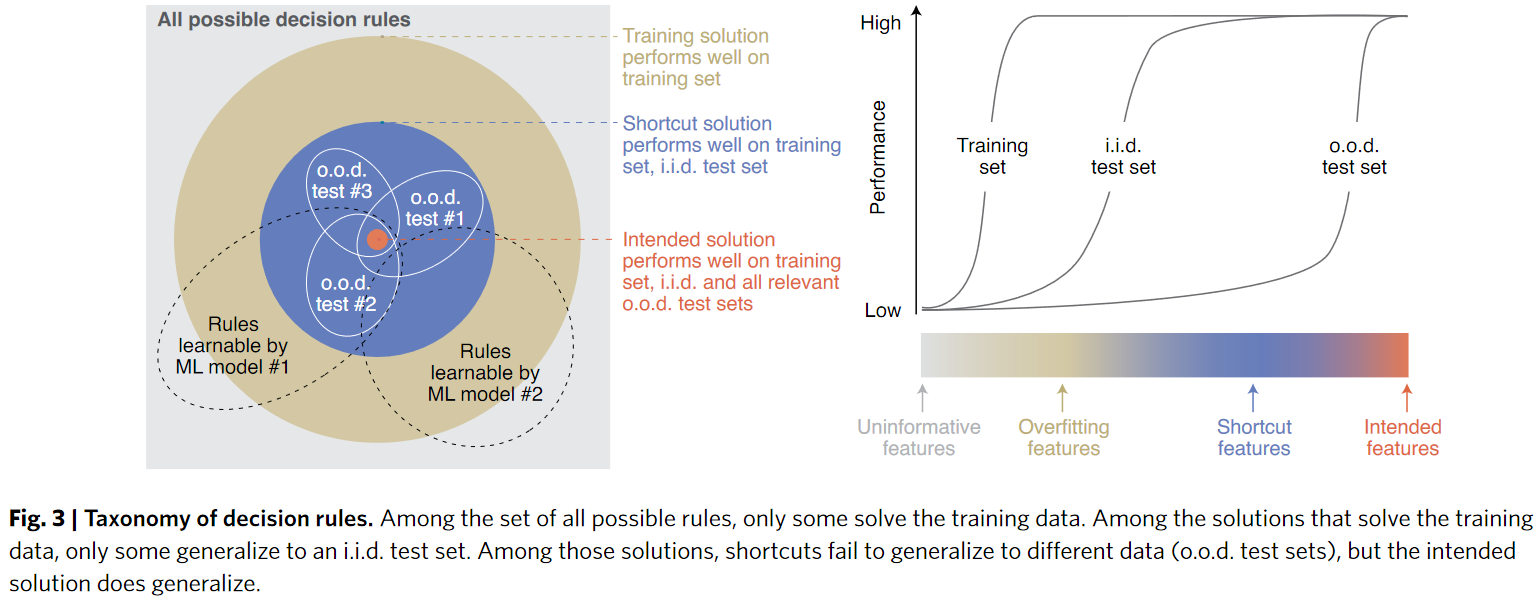 All possible decision rules
Training solution
performs well on
training set
Shortcut solution
performs well on training
set, i.i.d. test set
Intended solution
performs well on training
set, i.i.d. and all relevant
o.o.d. test sets
o.o.d.
test #3
o.o.d.
test #1
o.o.d.
test #2
Rules
learnable by
ML model #1
Rules
learnable by
ML model #2
High
Performance
Low
Training
set
i.i.d.
test set
o.o.d.
test set
Uninformative
features
Overfitting
features
Shortcut
features
Intended
features
Fig. 3 | Taxonomy of decision rules. Among the set of all possible rules, only some solve the training data. Among the solutions that solve the training
data, only some generalize to an i.i.d. test set. Among those solutions, shortcuts fail to generalize to different data (o.o.d. test sets), but the intended
solution does generalize.